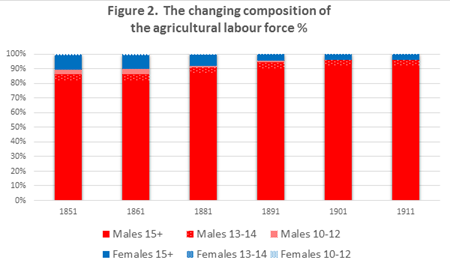 Figure 2. The changing composition of
the agricultural labour force %
100%
90%
80%
70%
60%
50%
40%
30%
20%
10%
0%
1851 1861 1881 1891 1901 1911
Males 15+ Males 13-14 Males 10-12
Females 15+ Females 13-14 Females 10-12